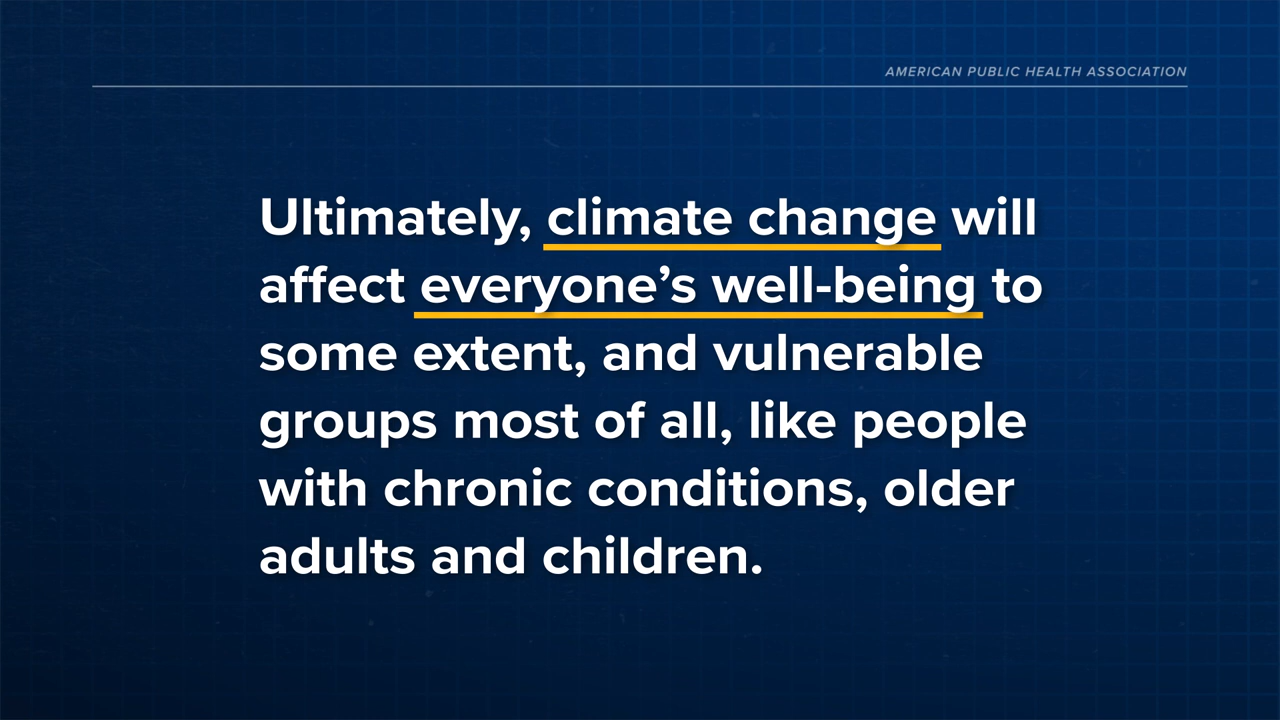 AMERICAN PUBLIC HEALTH ASSOCIATION
Ultimately, climate change will
affect everyone’s well-being to
some extent, and vulnerable
groups most of all, like people
with chronic conditions, older
adults and children.